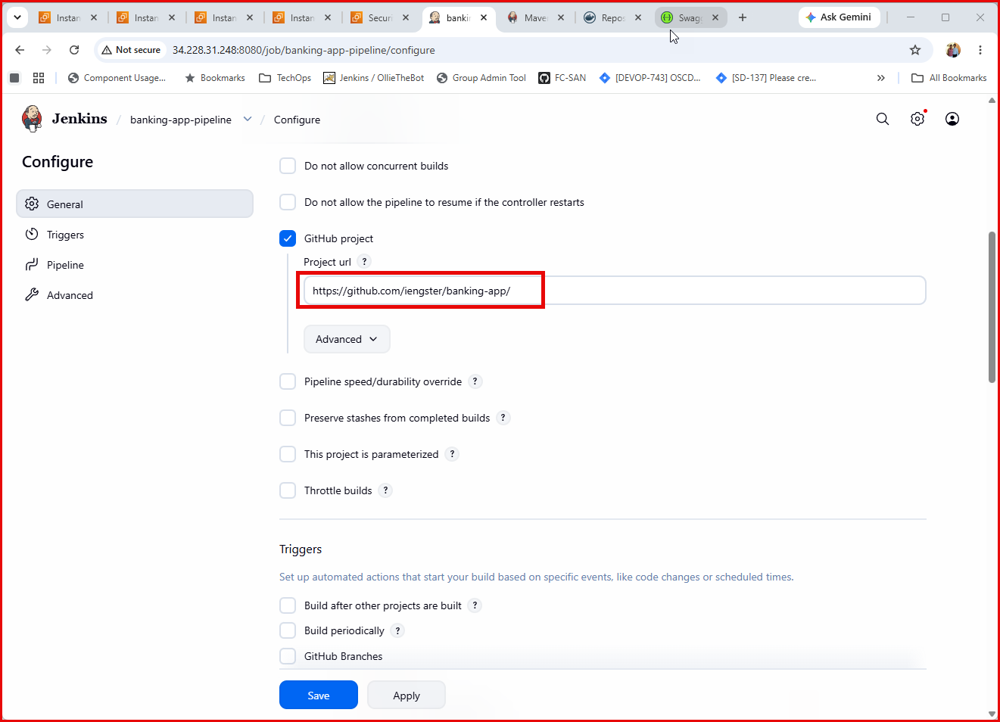 Instan
Instan
Instan
Instan
Securi
bankin
Maven
Repos
Swagg
Ask Gemini
Not secure
34.228.31.248:8080/job/banking-app-pipeline/configure
Component Usage...
Bookmarks
TechOps
Jenkins / OllieTheBot
Group Admin Tool
FC-SAN
[DEVOP-743] OSCD...
[SD-137] Please cre...
All Bookmarks
Jenkins / banking-app-pipeline / Configure
Configure
General
Triggers
Pipeline
Advanced
Do not allow concurrent builds
Do not allow the pipeline to resume if the controller restarts
GitHub project
Project url ?
https://github.com/iengster/banking-app/
Advanced
Pipeline speed/durability override ?
Preserve stashes from completed builds ?
This project is parameterized ?
Throttle builds ?
Triggers
Set up automated actions that start your build based on specific events, like code changes or scheduled times.
Build after other projects are built ?
Build periodically ?
GitHub Branches
Save
Apply